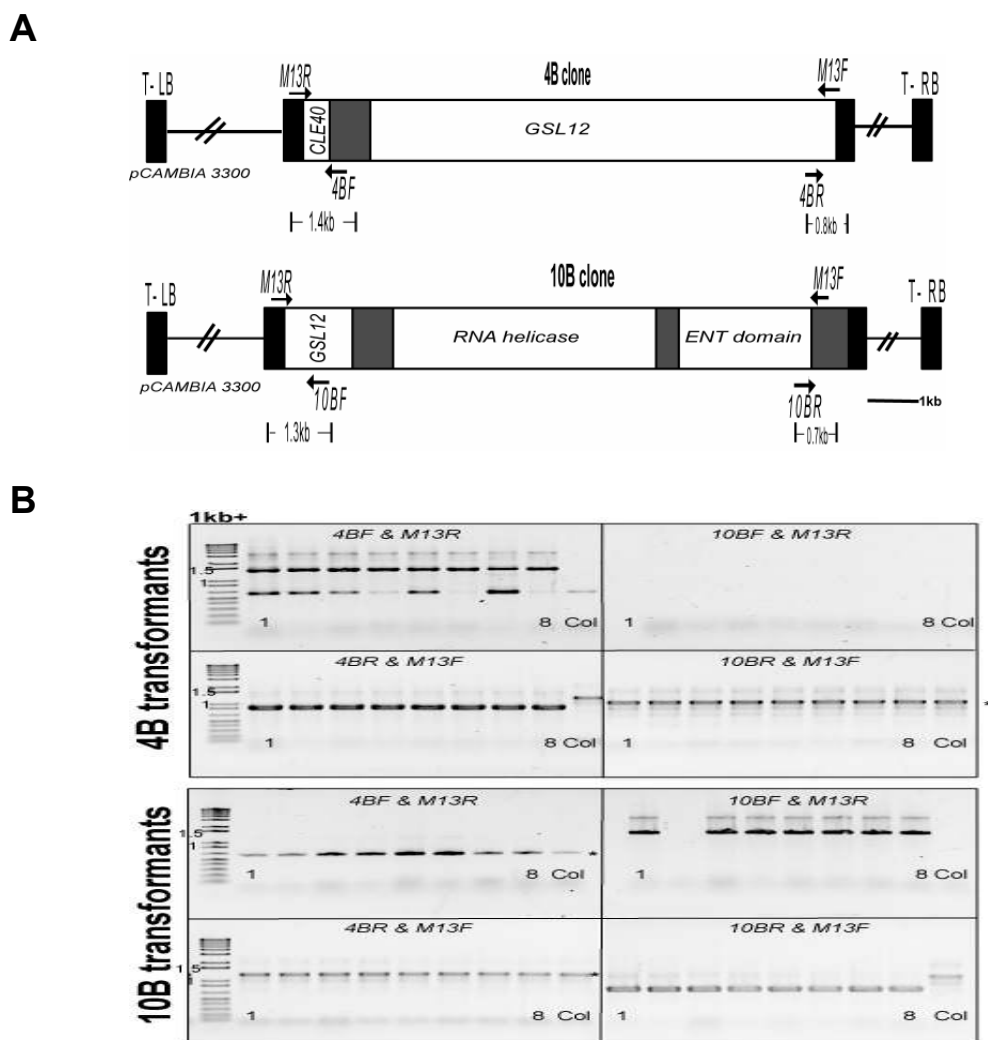 A
T- LB
M13R
4B clone
M13F
T- RB
CLE40
GSL12
pCAMBIA 3300
4BF
4BR
1.4kb
0.8kb
T- LB
M13R
10B clone
M13F
T- RB
GSL12
RNA helicase
ENT domain
pCAMBIA 3300
10BF
10BR
1kb
1.3kb
0.7kb
B
1kb+
4B transformants
4BF & M13R
10BF & M13R
1.5
1
1
8 Col
1
8 Col
4BR & M13F
10BR & M13F
1.5
1
*
1
8 Col
1
8 Col
10B transformants
4BF & M13R
10BF & M13R
1.5
1
*
1
8 Col
1
8 Col
4BR & M13F
10BR & M13F
1.5
*
1
8 Col
1
8 Col